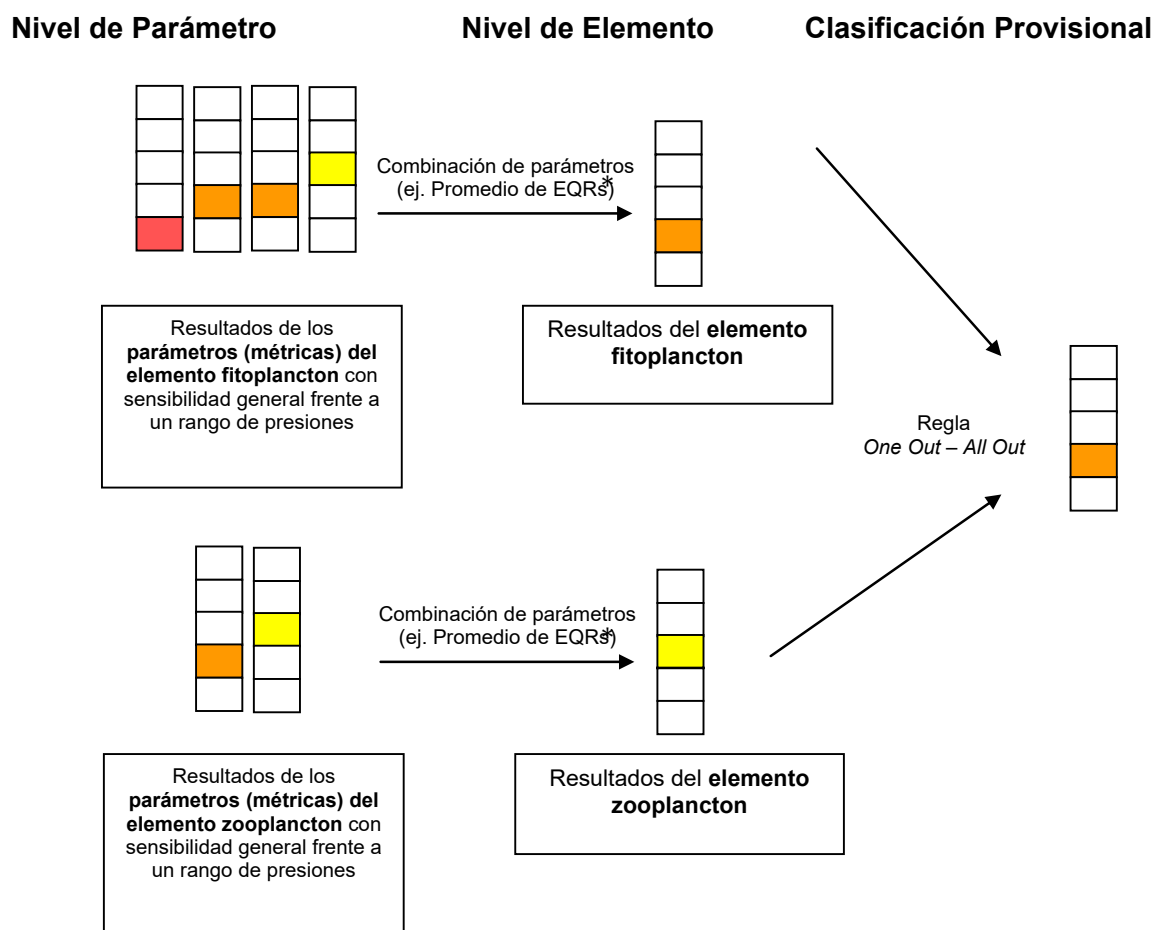 Nivel de Parámetro
Nivel de Elemento
Clasificación Provisional
Combinación de parámetros
(ej. Promedio de EQRs*)
Resultados de los
parámetros (métricas) del
elemento fitoplancton con
sensibilidad general frente a
un rango de presiones
Resultados del elemento
fitoplancton
Regla
One Out – All Out
Combinación de parámetros
(ej. Promedio de EQRs*)
Resultados de los
parámetros (métricas) del
elemento zooplancton con
sensibilidad general frente a
un rango de presiones
Resultados del elemento
zooplancton